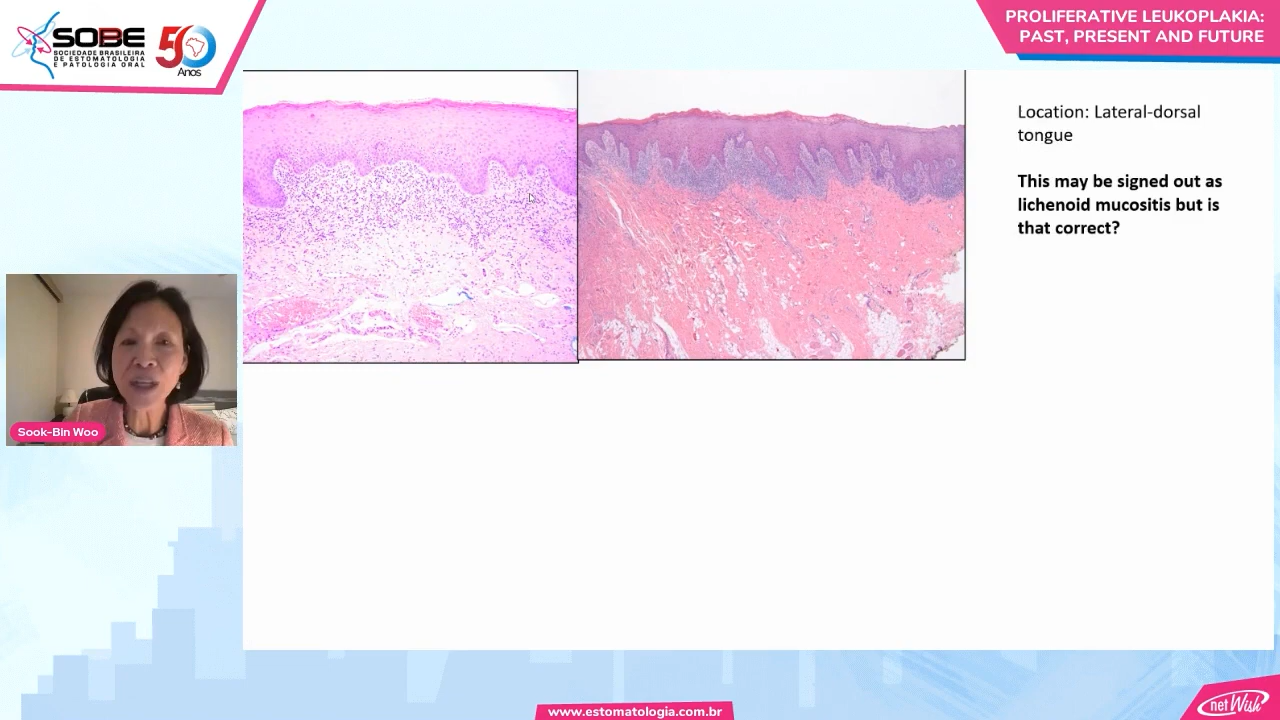 SOBE
SOCIEDADE BRASILEIRA
DE ESTOMATOLOGIA
E PATOLOGIA ORAL
50
Anos
PROLIFERATIVE LEUKOPLAKIA:
PAST, PRESENT AND FUTURE
Location: Lateral-dorsal
tongue
This may be signed out as
lichenoid mucositis but is
that correct?
Sook-Bin Woo
www.estomatologia.com.br
netWish